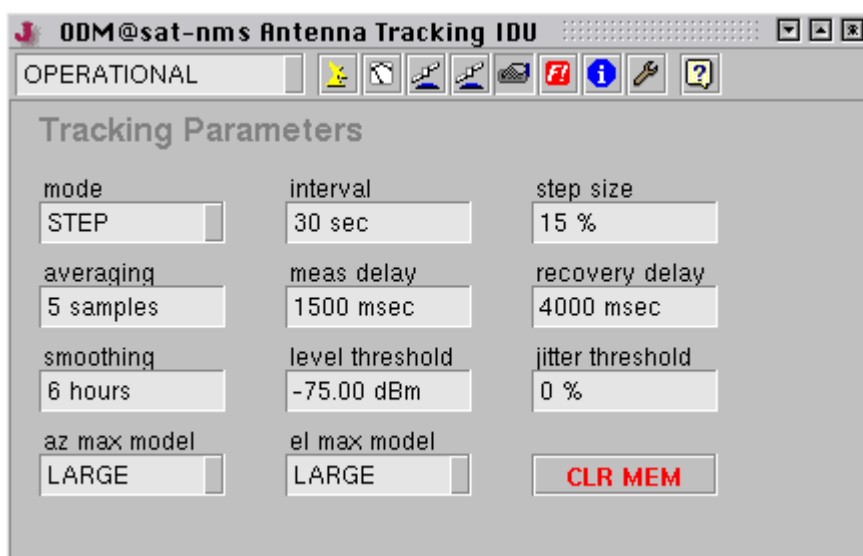 ODM@sat-nms Antenna Tracking IDU
OPERATIONAL
Tracking Parameters
mode interval step size
STEP 30 sec 15 %
averaging meas delay recovery delay
5 samples 1500 msec 4000 msec
smoothing level threshold jitter threshold
6 hours -75.00 dBm 0 %
az max model el max model
LARGE LARGE CLR MEM